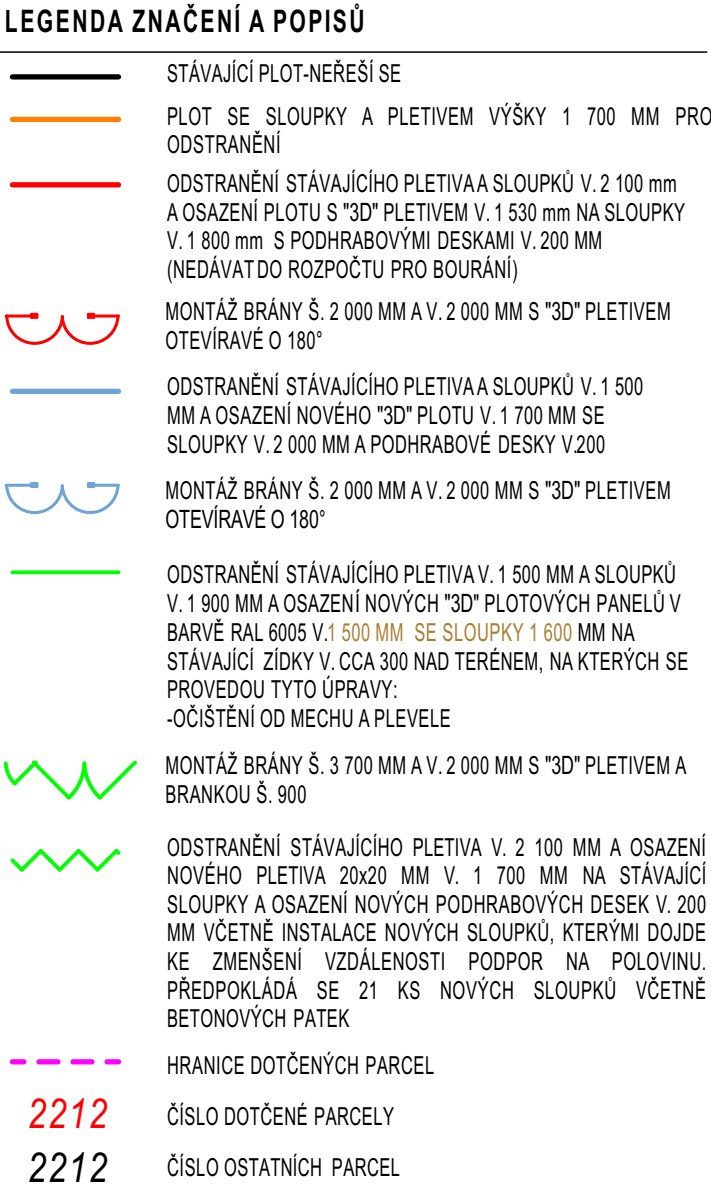 LEGENDA ZNAČENÍ A POPISŮ
STÁVAJÍCÍ PLOT-NEŘEŠÍ SE
PLOT SE SLOUPKY A PLETIVEM VÝŠKY 1 700 MM PRO
ODSTRANĚNÍ
ODSTRANĚNÍ STÁVAJÍCÍHO PLETIVA A SLOUPKŮ V. 2 100 mm
A OSAZENÍ PLOTU S "3D" PLETIVEM V. 1 530 mm NA SLOUPKY
V. 1 800 mm S PODHRABOVÝMI DESKAMI V. 200 MM
(NEDÁVAT DO ROZPOČTU PRO BOURÁNÍ)
MONTÁŽ BRÁNY Š. 2 000 MM A V. 2 000 MM S "3D" PLETIVEM
OTEVÍRAVÉ O 180°
ODSTRANĚNÍ STÁVAJÍCÍHO PLETIVA A SLOUPKŮ V. 1 500
MM A OSAZENÍ NOVÉHO "3D" PLOTU V. 1 700 MM SE
SLOUPKY V. 2 000 MM A PODHRABOVÉ DESKY V.200
MONTÁŽ BRÁNY Š. 2 000 MM A V. 2 000 MM S "3D" PLETIVEM
OTEVÍRAVÉ O 180°
ODSTRANĚNÍ STÁVAJÍCÍHO PLETIVA V. 1 500 MM A SLOUPKŮ
V. 1 900 MM A OSAZENÍ NOVÝCH "3D" PLOTOVÝCH PANELŮ V
BARVĚ RAL 6005 V.1 500 MM SE SLOUPKY 1 600 MM NA
STÁVAJÍCÍ ZÍDKY V. CCA 300 NAD TERÉNEM, NA KTERÝCH SE
PROVEDOU TYTO ÚPRAVY:
-OČIŠTĚNÍ OD MECHU A PLEVELE
MONTÁŽ BRÁNY Š. 3 700 MM A V. 2 000 MM S "3D" PLETIVEM A
BRANKOU Š. 900
ODSTRANĚNÍ STÁVAJÍCÍHO PLETIVA V. 2 100 MM A OSAZENÍ
NOVÉHO PLETIVA 20x20 MM V. 1 700 MM NA STÁVAJÍCÍ
SLOUPKY A OSAZENÍ NOVÝCH PODHRABOVÝCH DESEK V. 200
MM VČETNĚ INSTALACE NOVÝCH SLOUPKŮ, KTERÝMI DOJDE
KE ZMENŠENÍ VZDÁLENOSTI PODPOR NA POLOVINU.
PŘEDPOKLÁDÁ SE 21 KS NOVÝCH SLOUPKŮ VČETNĚ
BETONOVÝCH PATEK
HRANICE DOTČENÝCH PARCEL
2212 ČÍSLO DOTČENÉ PARCELY
2212 ČÍSLO OSTATNÍCH PARCEL